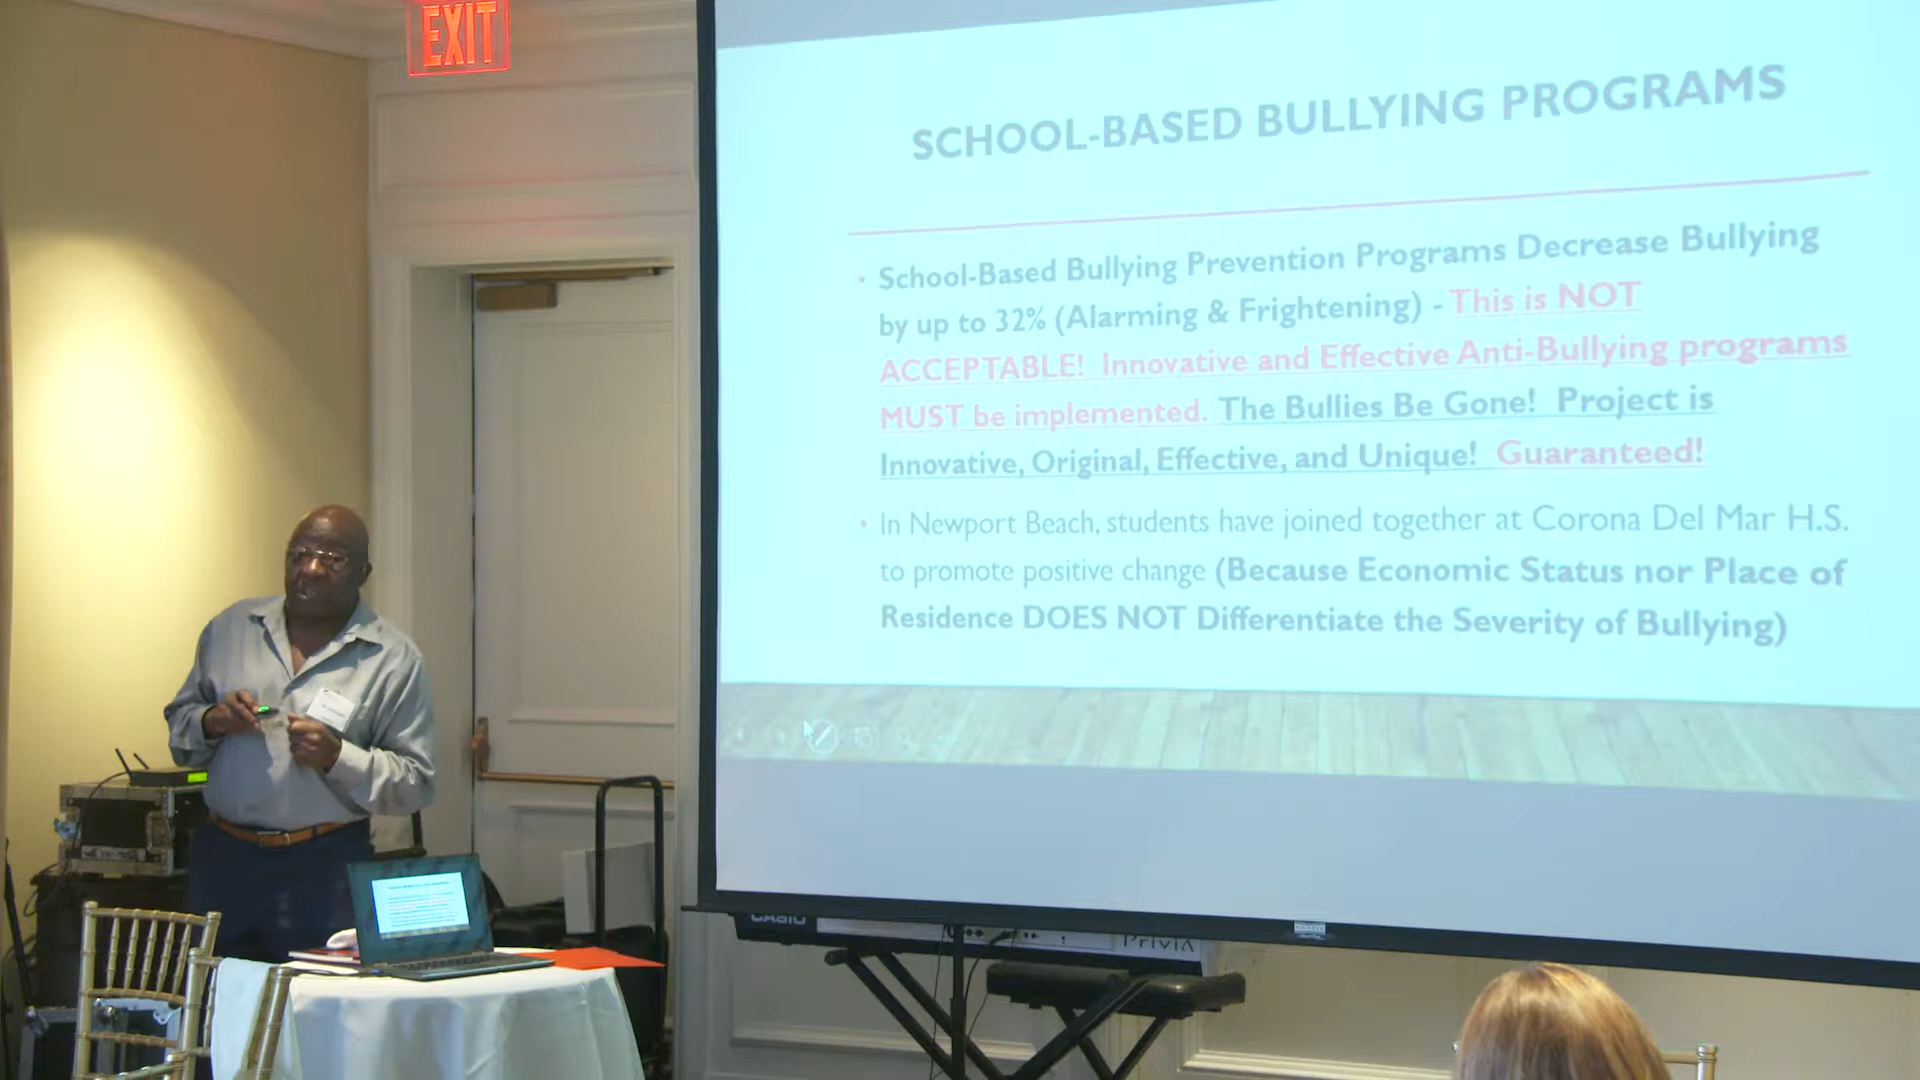 EXIT
SCHOOL-BASED BULLYING PROGRAMS
• School-Based Bullying Prevention Programs Decrease Bullying
by up to 32% (Alarming & Frightening) - This is NOT
ACCEPTABLE! Innovative and Effective Anti-Bullying programs
MUST be implemented. The Bullies Be Gone! Project is
Innovative, Original, Effective, and Unique! Guaranteed!
• In Newport Beach, students have joined together at Corona Del Mar H.S.
to promote positive change (Because Economic Status nor Place of
Residence DOES NOT Differentiate the Severity of Bullying)
CASIO
Privia